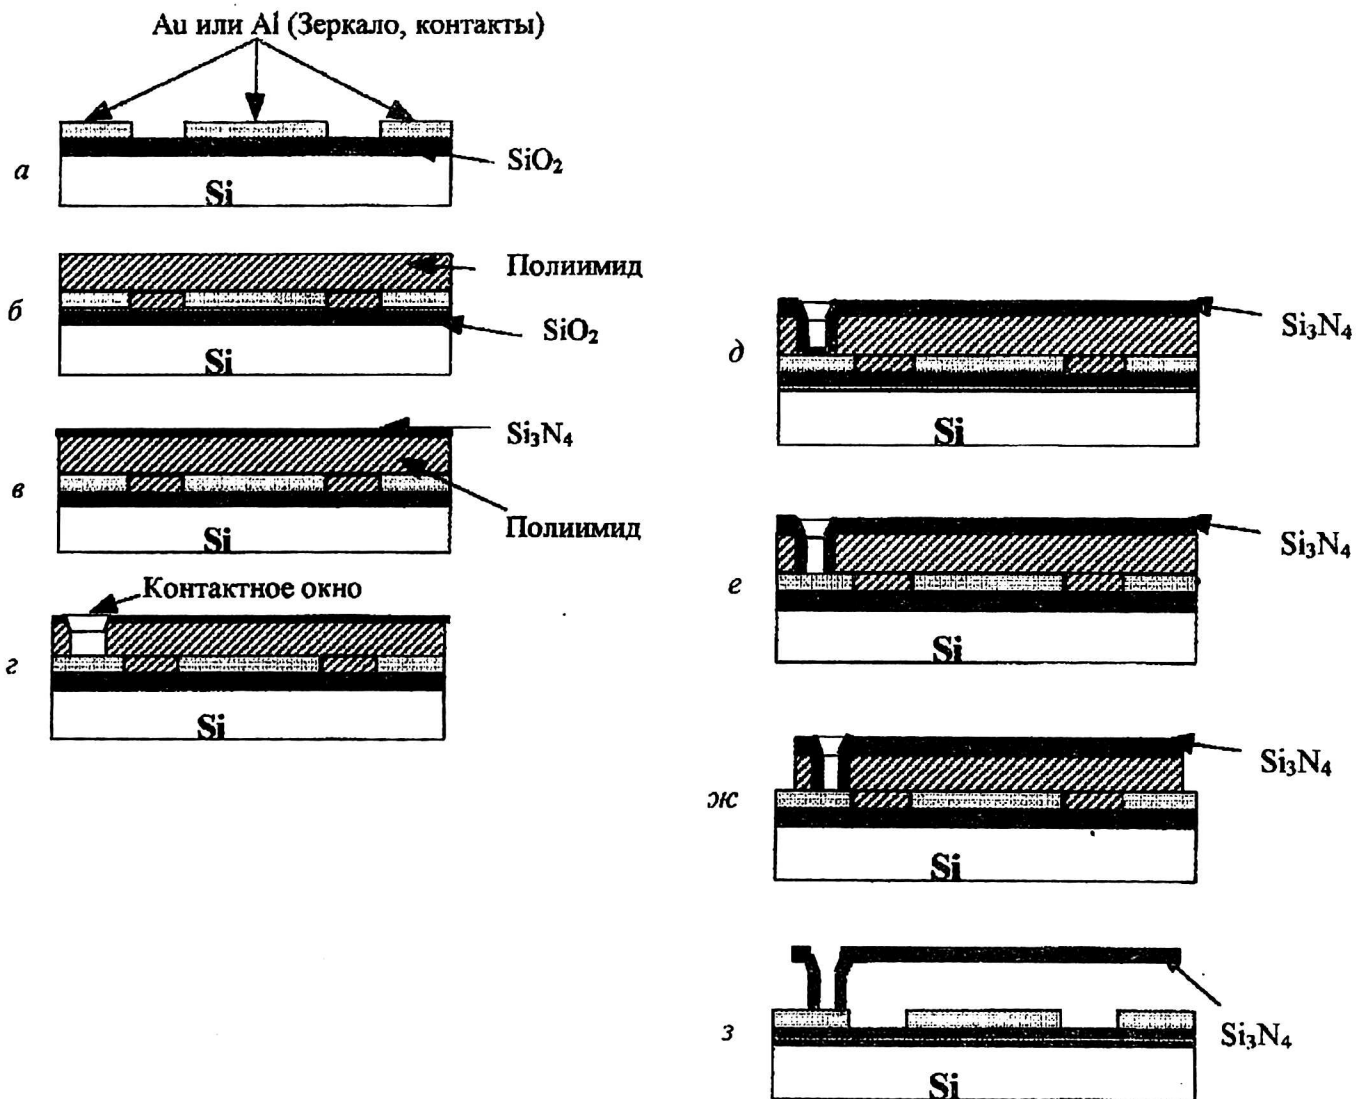 Au или Al (Зеркало, контакты)
а
SiO₂
Si
б
Полиимид
SiO₂
Si
в
Si₃N₄
Полиимид
Si
г
Контактное окно
Si
д
Si₃N₄
Si
е
Si₃N₄
Si
ж
Si₃N₄
Si
з
Si₃N₄
Si